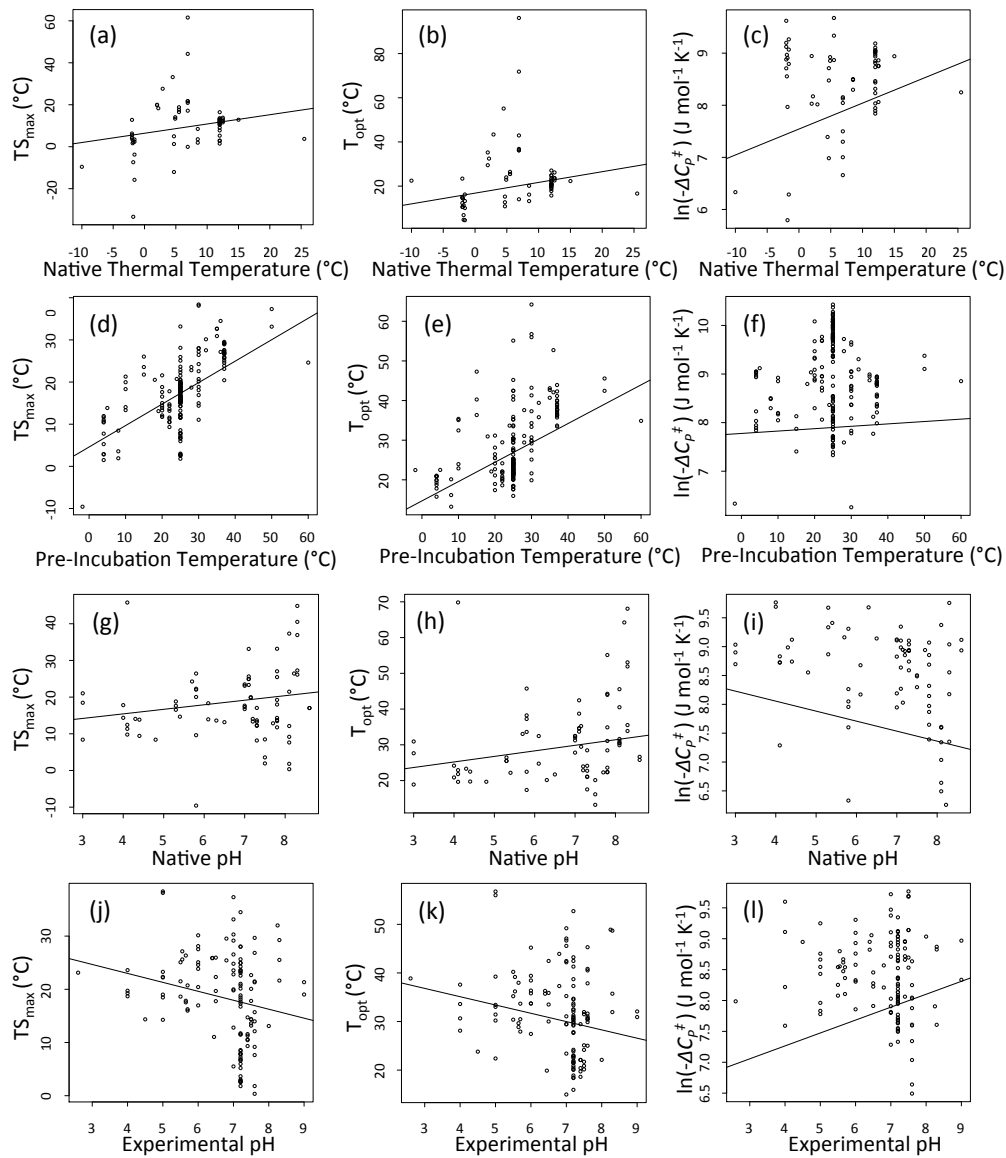 (a) (b) (c)
TSmax (°C) Topt (°C) ln(-ΔCp‡) (J mol-1 K-1)
60 40 20 0 -20
80 60 40 20
9 8 7 6
-10 -5 0 5 10 15 20 25
-10 -5 0 5 10 15 20 25
-10 -5 0 5 10 15 20 25
Native Thermal Temperature (°C) Native Thermal Temperature (°C) Native Thermal Temperature (°C)
(d) (e) (f)
TSmax (°C) Topt (°C) ln(-ΔCp‡) (J mol-1 K-1)
0 30 20 10 0 -10
60 50 40 30 20
10 9 8 7
0 10 20 30 40 50 60
0 10 20 30 40 50 60
0 10 20 30 40 50 60
Pre-Incubation Temperature (°C) Pre-Incubation Temperature (°C) Pre-Incubation Temperature (°C)
(g) (h) (i)
TSmax (°C) Topt (°C) ln(-ΔCp‡) (J mol-1 K-1)
40 30 20 10 0 -10
70 60 50 40 30 20 10
9.5 9.0 8.5 8.0 7.5 7.0 6.5
3 4 5 6 7 8
3 4 5 6 7 8
3 4 5 6 7 8
Native pH Native pH Native pH
(j) (k) (l)
TSmax (°C) Topt (°C) ln(-ΔCp‡) (J mol-1 K-1)
30 20 10 0
50 40 30 20
9.5 9.0 8.5 8.0 7.5 7.0 6.5
3 4 5 6 7 8 9
3 4 5 6 7 8 9
3 4 5 6 7 8 9
Experimental pH Experimental pH Experimental pH